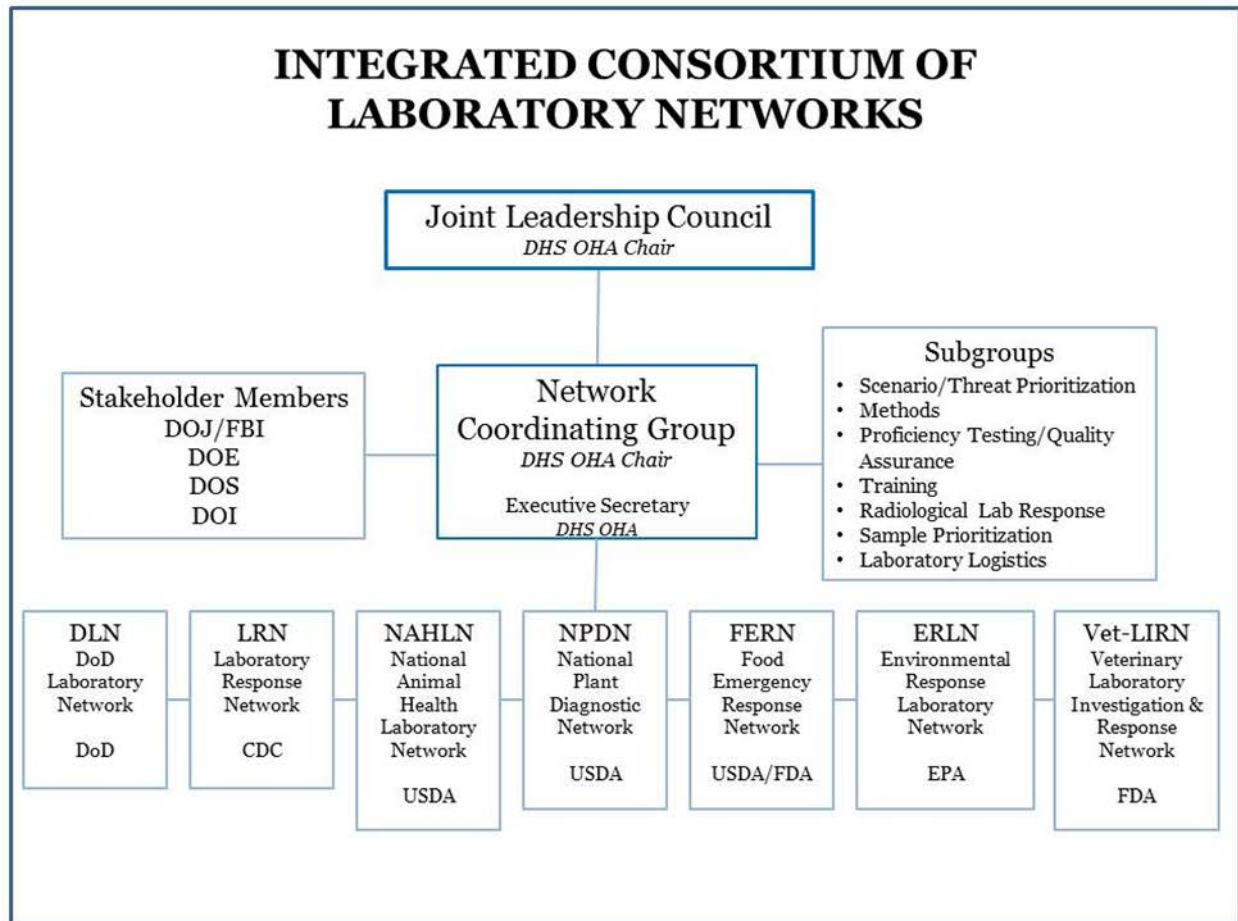 INTEGRATED CONSORTIUM OF
LABORATORY NETWORKS
Joint Leadership Council
DHS OHA Chair
Stakeholder Members
DOJ/FBI
DOE
DOS
DOI
Network
Coordinating Group
DHS OHA Chair
Executive Secretary
DHS OHA
Subgroups
• Scenario/Threat Prioritization
• Methods
• Proficiency Testing/Quality
Assurance
• Training
• Radiological Lab Response
• Sample Prioritization
• Laboratory Logistics
DLN
DoD
Laboratory
Network
DoD
LRN
Laboratory
Response
Network
CDC
NAHLN
National
Animal
Health
Laboratory
Network
USDA
NPDN
National
Plant
Diagnostic
Network
USDA
FERN
Food
Emergency
Response
Network
USDA/FDA
ERLN
Environmental
Response
Laboratory
Network
EPA
Vet-LIRN
Veterinary
Laboratory
Investigation &
Response
Network
FDA